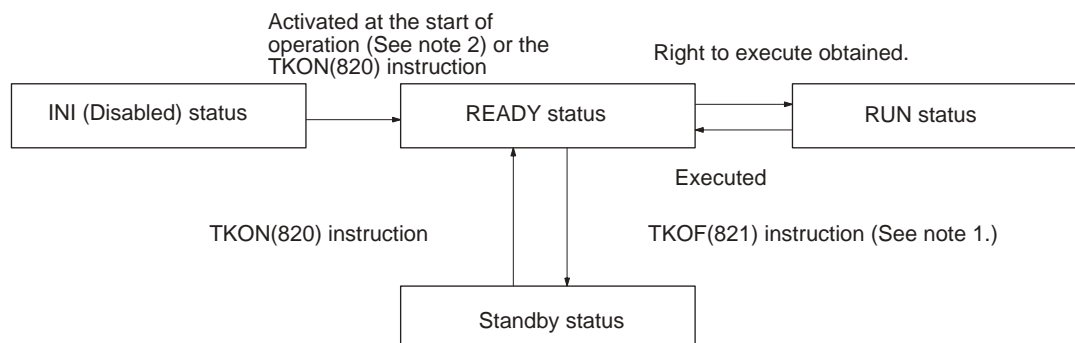 Activated at the start of
operation (See note 2) or the
TKON(820) instruction
Right to execute obtained.
INI (Disabled) status
READY status
RUN status
Executed
TKON(820) instruction
TKOF(821) instruction (See note 1.)
Standby status